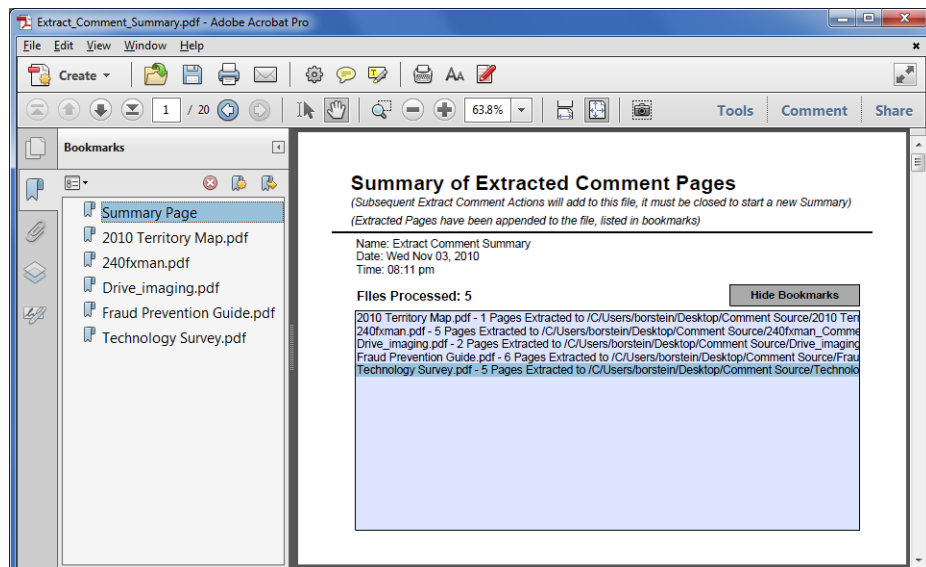 Extract_Comment_Summary.pdf - Adobe Acrobat Pro
File Edit View Window Help
Create
1 / 20 63.8% Tools Comment Share
Bookmarks
Summary Page
2010 Territory Map.pdf
240fxman.pdf
Drive_imaging.pdf
Fraud Prevention Guide.pdf
Technology Survey.pdf
Summary of Extracted Comment Pages
(Subsequent Extract Comment Actions will add to this file, it must be closed to start a new Summary)
(Extracted Pages have been appended to the file, listed in bookmarks)
Name: Extract Comment Summary
Date: Wed Nov 03, 2010
Time: 08:11 pm
FIles Processed: 5
Hide Bookmarks
2010 Territory Map.pdf - 1 Pages Extracted to /C/Users/borstein/Desktop/Comment Source/2010 Terr
240fxman.pdf - 5 Pages Extracted to /C/Users/borstein/Desktop/Comment Source/240fxman_Comme
Drive_imaging.pdf - 2 Pages Extracted to /C/Users/borstein/Desktop/Comment Source/Drive_imaging
Fraud Prevention Guide.pdf - 6 Pages Extracted to /C/Users/borstein/Desktop/Comment Source/Frau
Technology Survey.pdf - 5 Pages Extracted to /C/Users/borstein/Desktop/Comment Source/Technolo